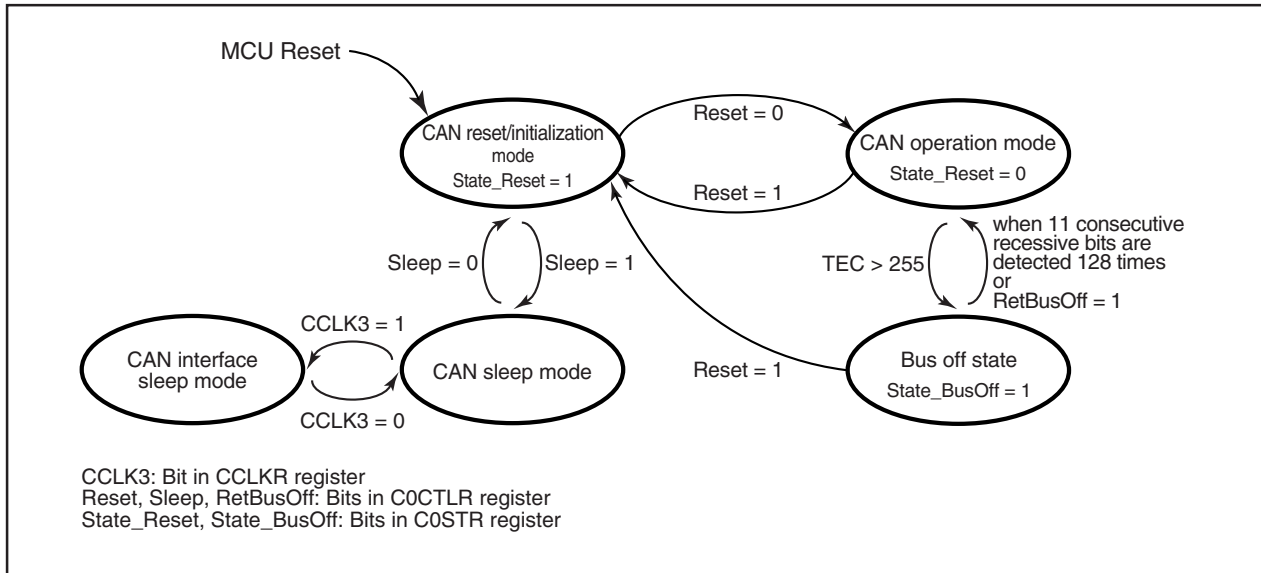 MCU Reset
CAN reset/initialization
mode
State_Reset = 1
Reset = 0
CAN operation mode
State_Reset = 0
Reset = 1
Sleep = 0
Sleep = 1
TEC > 255
when 11 consecutive
recessive bits are
detected 128 times
or
RetBusOff = 1
CCLK3 = 1
CAN interface
sleep mode
CAN sleep mode
Reset = 1
Bus off state
State_BusOff = 1
CCLK3 = 0
CCLK3: Bit in CCLKR register
Reset, Sleep, RetBusOff: Bits in C0CTLR register
State_Reset, State_BusOff: Bits in C0STR register